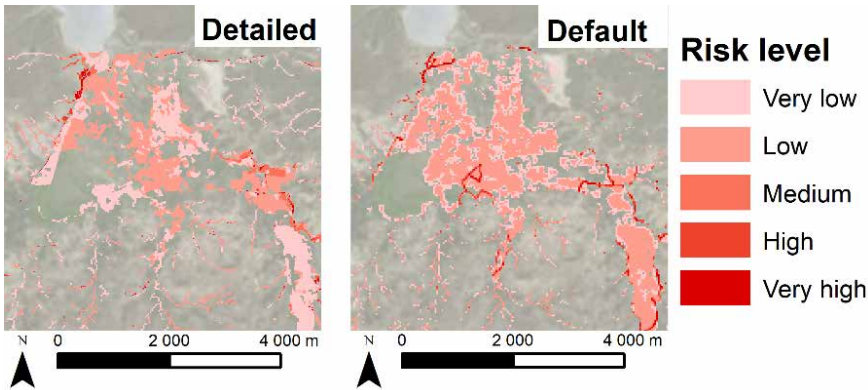 Detailed
Default
Risk level
Very low
Low
Medium
High
Very high
N
0 2 000 4 000 m
N
0 2 000 4 000 m